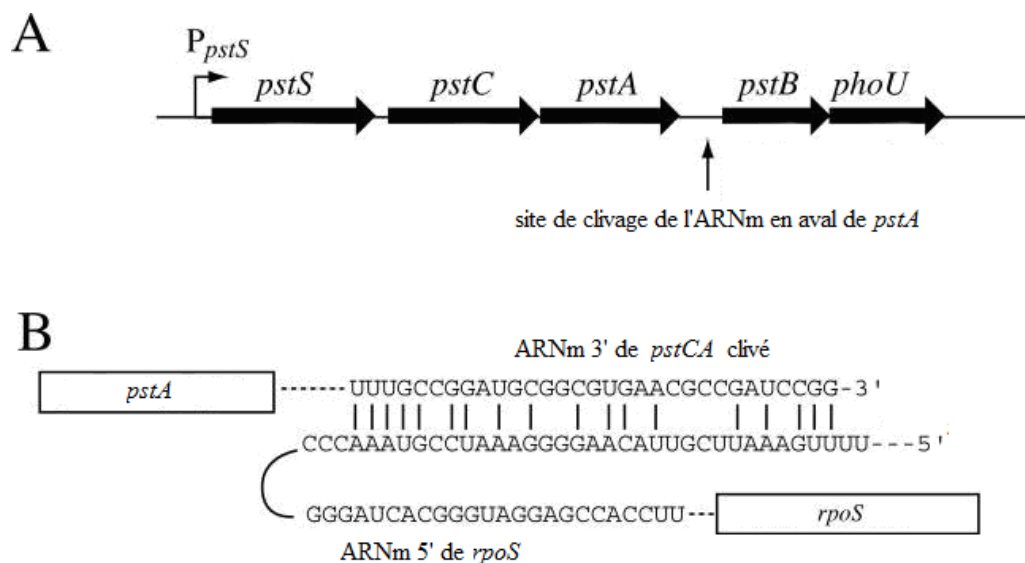 A
P pstS
pstS pstC pstA pstB phoU
site de clivage de l'ARNm en aval de pstA
B
ARNm 3' de pstCA clivé
pstA ------ UUUGCCGGAUGCGGCGUGAACGCCGAUCCGG-3'
CCCAAAUGCCUAAAGGGGAACAUUGCUUAAAGUUUU---5'
GGGAUCACGGGUAGGAGCCACCUU--- rpoS
ARNm 5' de rpoS